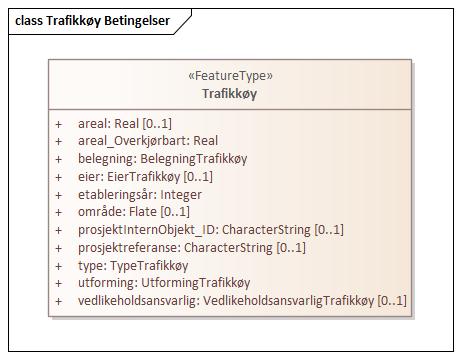 class Trafikkøy Betingelser
«FeatureType»
Trafikkøy
+ areal: Real [0..1]
+ areal_Overkjørbart: Real
+ belegning: BelegningTrafikkøy
+ eier: EierTrafikkøy [0..1]
+ etableringsår: Integer
+ område: Flate [0..1]
+ prosjektInternObjekt_ID: CharacterString [0..1]
+ prosjektreferanse: CharacterString [0..1]
+ type: TypeTrafikkøy
+ utforming: UtformingTrafikkøy
+ vedlikeholdsansvarlig: VedlikeholdsansvarligTrafikkøy [0..1]